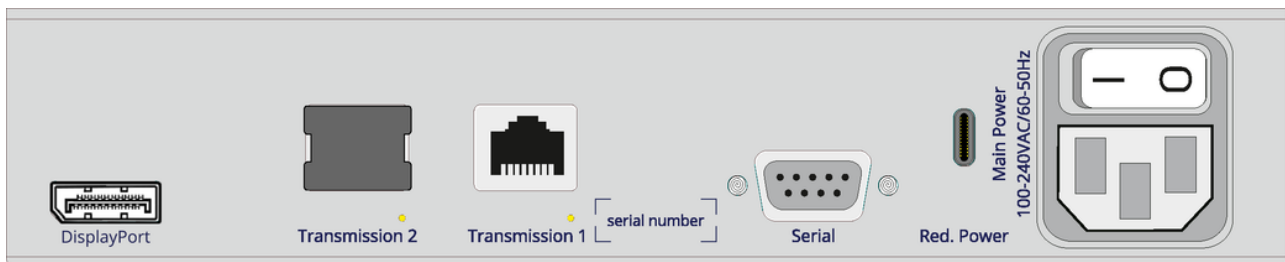 DisplayPort
Transmission 2
Transmission 1
serial number
Serial
Red. Power
Main Power
100-240VAC/60-50Hz